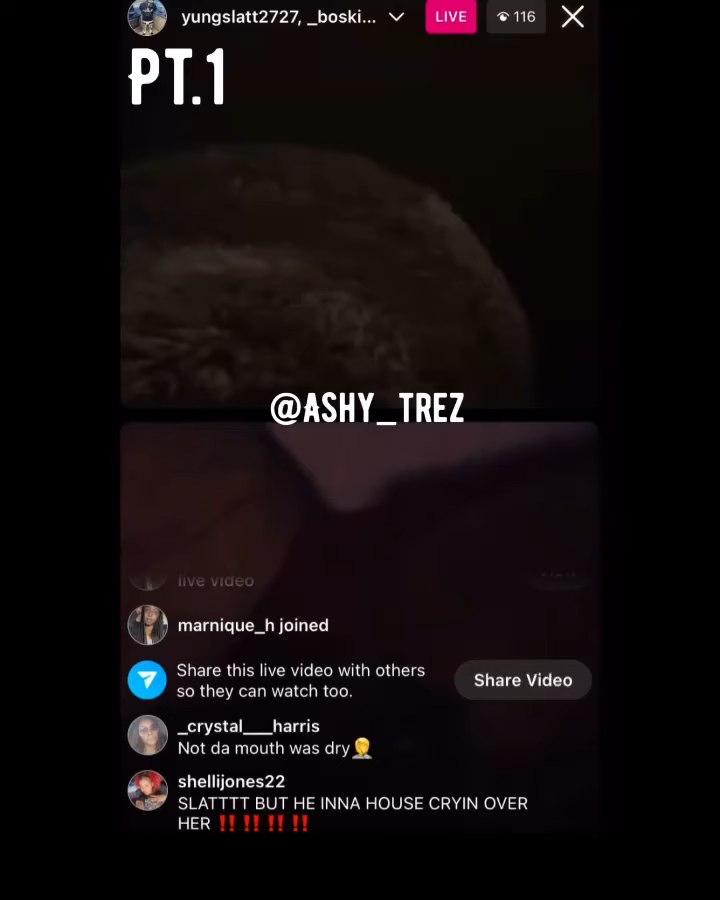 yungslatt2727, _boski...
LIVE
116
PT.1
@ASHY_TREZ
live video
marnique_h joined
Share this live video with others
so they can watch too.
Share Video
_crystal___harris
Not da mouth was dry🤦
shellijones22
SLATTTT BUT HE INNA HOUSE CRYIN OVER
HER ‼️‼️‼️‼️